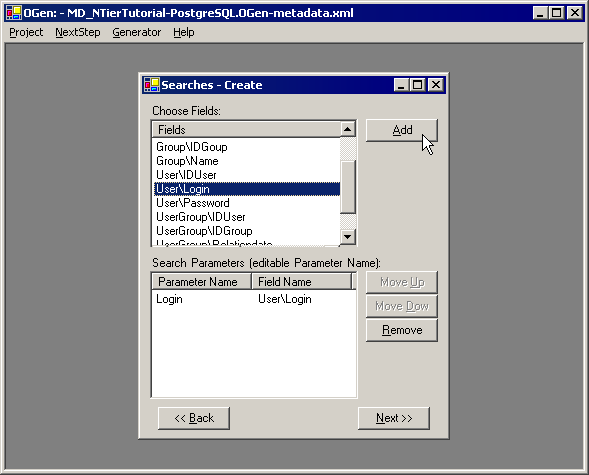 OGen: - MD_NTierTutorial-PostgreSQL.OGen-metadata.xml
Project NextStep Generator Help
Searches - Create
Choose Fields:
Fields
Add
Group\IDGoup
Group\Name
User\IDUser
User\Login
User\Password
UserGroup\IDUser
UserGroup\IDGroup
UserGroup\Relationdate
Search Parameters (editable Parameter Name):
Parameter Name Field Name
Move Up
Login User\Login
Move Dow
Remove
<< Back Next >>